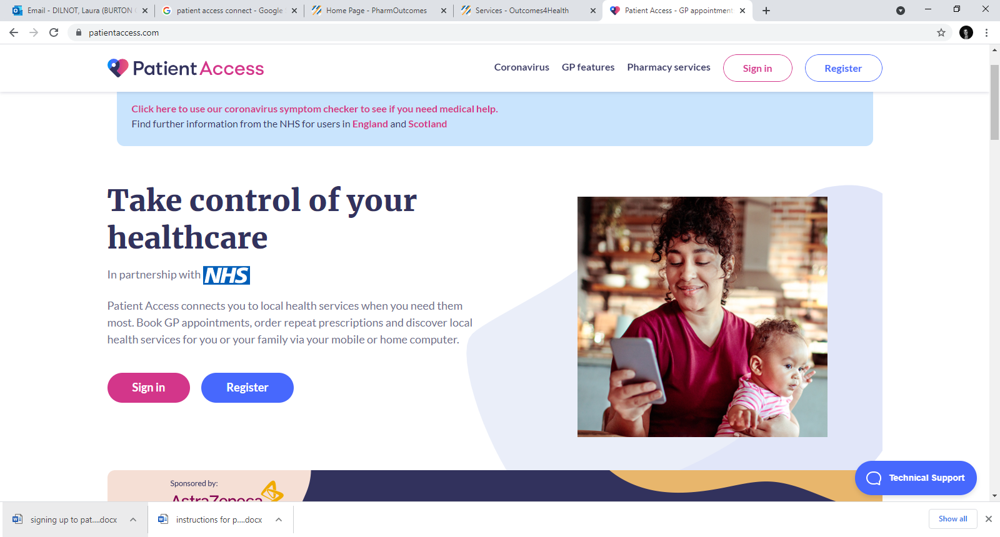 Email - DILNOT, Laura (BURTON
patient access connect - Google
Home Page - PharmOutcomes
Services - Outcomes4Health
Patient Access - GP appointment
patientaccess.com
Patient Access
Coronavirus
GP features
Pharmacy services
Sign in
Register
Click here to use our coronavirus symptom checker to see if you need medical help.
Find further information from the NHS for users in England and Scotland
Take control of your
healthcare
In partnership with NHS
Patient Access connects you to local health services when you need them
most. Book GP appointments, order repeat prescriptions and discover local
health services for you or your family via your mobile or home computer.
Sign in
Register
Sponsored by:
AstraZeneca
Technical Support
signing up to pat....docx
instructions for p....docx
Show all